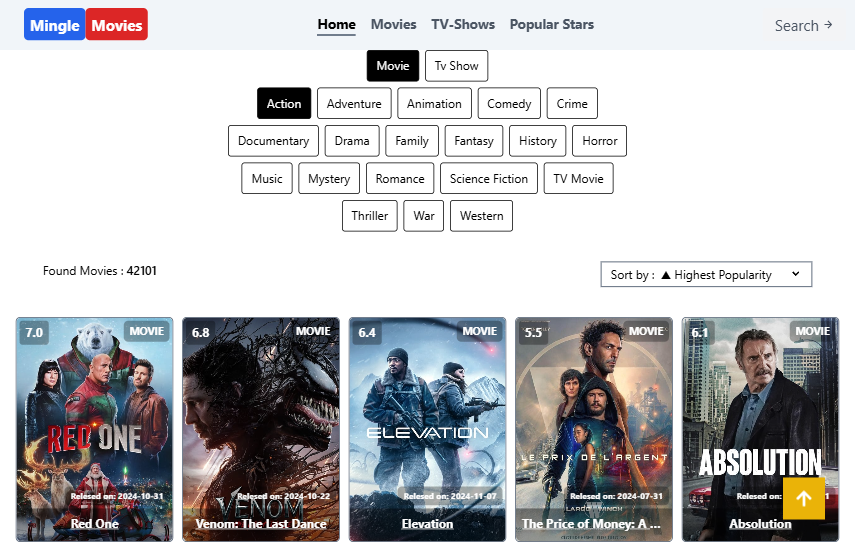 Mingle Movies Home Movies TV-Shows Popular Stars Search →
Movie Tv Show
Action Adventure Animation Comedy Crime
Documentary Drama Family Fantasy History Horror
Music Mystery Romance Science Fiction TV Movie
Thriller War Western
Found Movies : 42101 Sort by : ▲ Highest Popularity
7.0 MOVIE 6.8 MOVIE 6.4 MOVIE 5.5 MOVIE 6.1 MOVIE
RED ONE
ELEVATION
LE PRIX DE L'ARGENT
ABSOLUTION
Relesed on: 2024-10-31 Relesed on: 2024-10-22 Relesed on: 2024-11-07 Relesed on: 2024-07-31 Relesed on: 
VENOM
LARGO WINCH
Red One Venom: The Last Dance Elevation The Price of Money: A ... Absolution